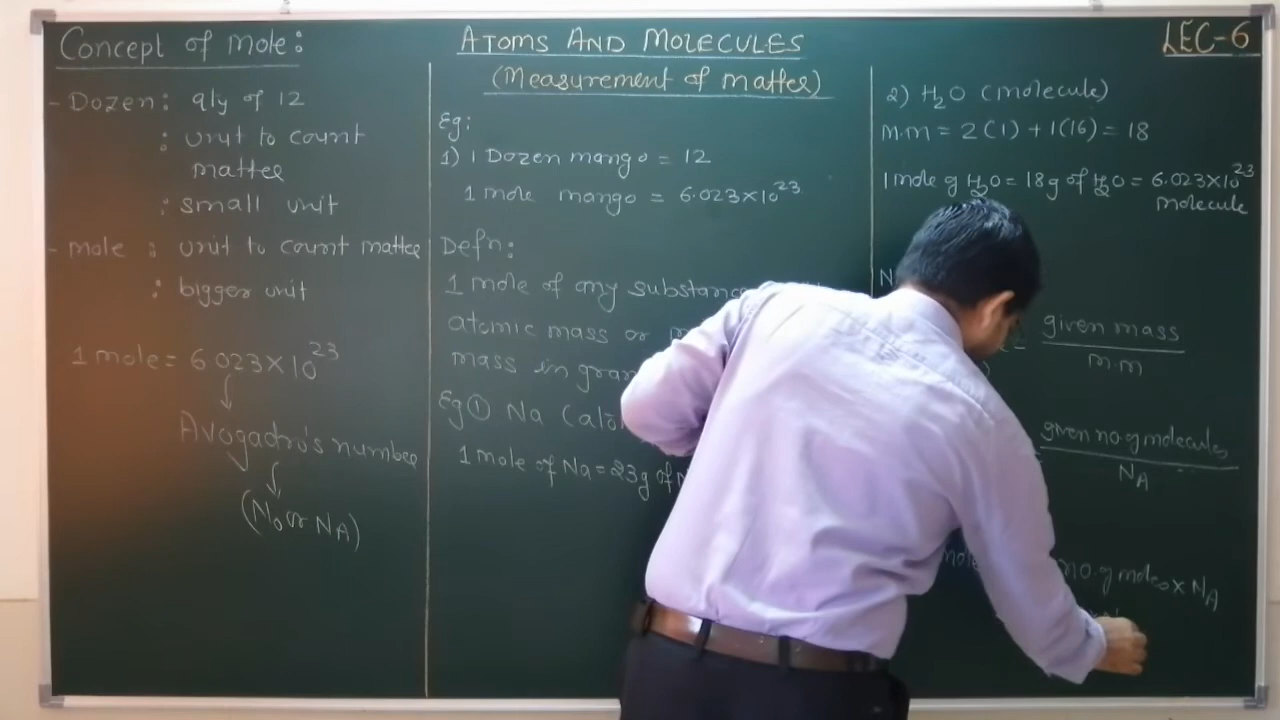 Concept of Mole:
ATOMS AND MOLECULES
LEC-6
(Measurement of matter)
- Dozen: qty of 12
: unit to count
matter
: small unit
- mole : unit to count matter
: bigger unit
1 mole = 6.023×10²³
↓
Avogadro's number
↓
(N₀ or N_A)
Eg:
1) 1 Dozen mango = 12
1 mole mango = 6.023×10²³
Defn:
1 mole of any substance
atomic mass or
mass in gram
Eg① Na
1 mole of Na = 23g of
2) H₂O (molecule)
M.M = 2(1) + 1(16) = 18
1 mole of H₂O = 18g of H₂O = 6.023×10²³
molecule
= given mass
m.m
= given no. of molecules
N_A
no. of moles × N_A